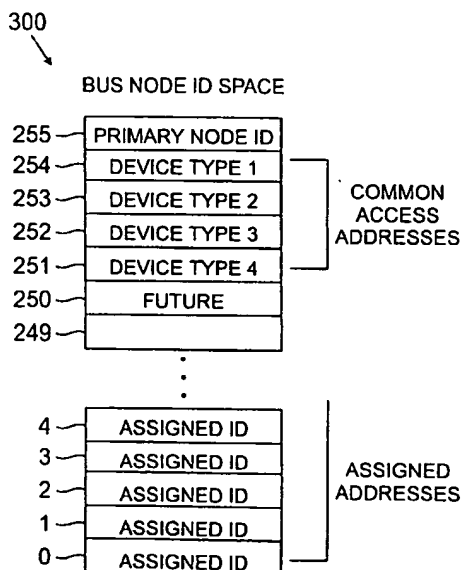 300
BUS NODE ID SPACE
255 PRIMARY NODE ID
254 DEVICE TYPE 1
253 DEVICE TYPE 2
252 DEVICE TYPE 3
251 DEVICE TYPE 4
COMMON
ACCESS
ADDRESSES
250 FUTURE
249
4 ASSIGNED ID
3 ASSIGNED ID
2 ASSIGNED ID
1 ASSIGNED ID
0 ASSIGNED ID
ASSIGNED
ADDRESSES